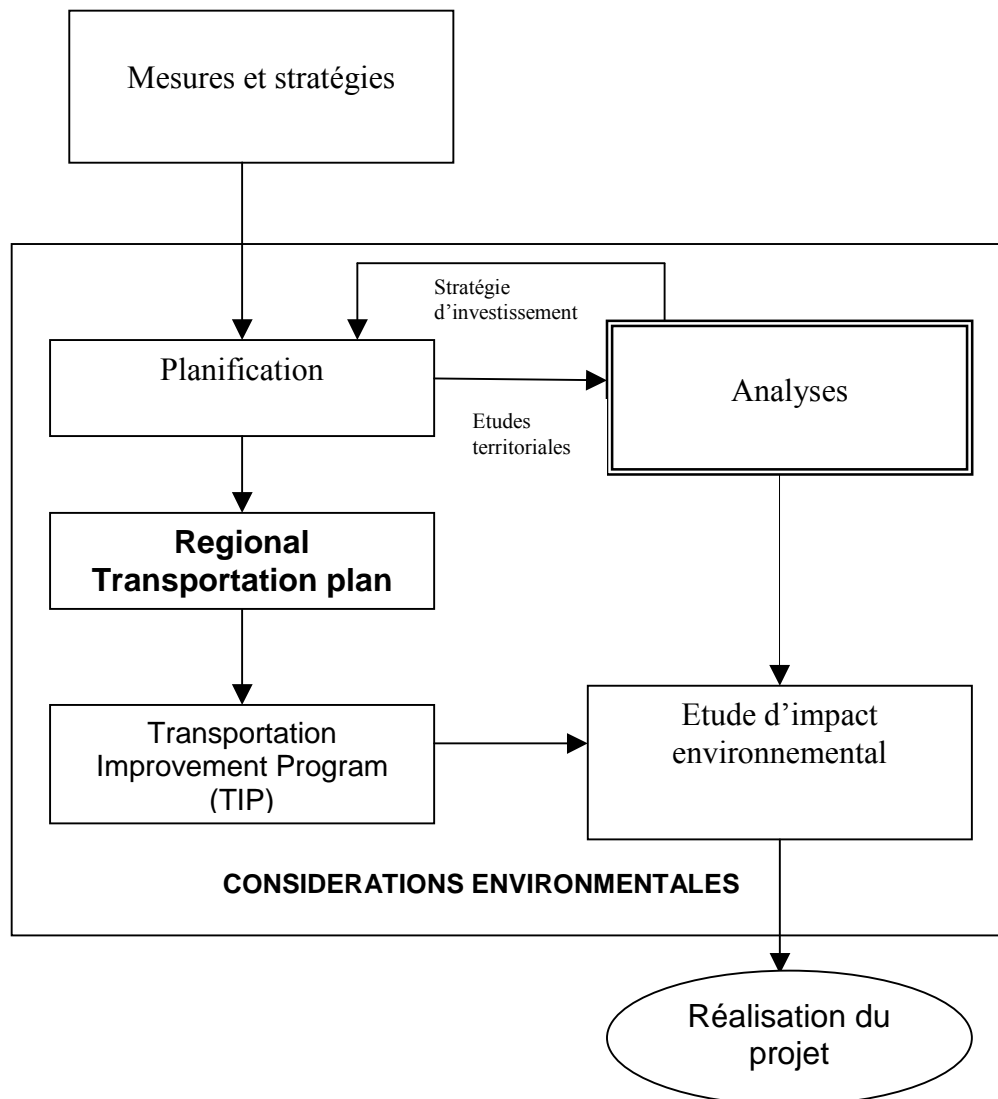 Mesures et stratégies
Stratégie
d'investissement
Planification
Analyses
Etudes
territoriales
Regional
Transportation plan
Transportation
Improvement Program
(TIP)
Etude d'impact
environnemental
CONSIDERATIONS ENVIRONMENTALES
Réalisation du
projet